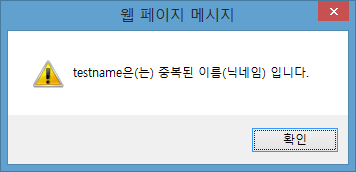 웹 페이지 메시지
testname은(는) 중복된 이름(닉네임) 입니다.
확인